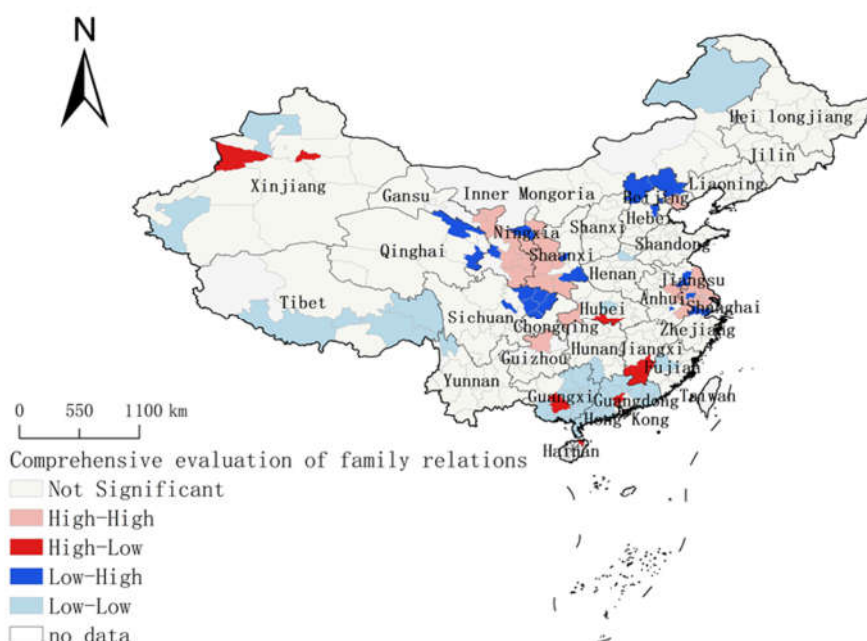 N
Hei longjiang
Jilin
Liaoning
Xinjiang
Gansu
Inner Mongoria
Beijing
Hebei
Ningxia
Shanxi
Shandong
Qinghai
Shaanxi
Henan
Jiangsu
Tibet
Anhui
Shanghai
Sichuan
Hubei
Chongqing
Zhejiang
Hunan
Jiangxi
Guizhou
Fujian
Yunnan
Guangxi
Guangdong
Taiwan
Hong Kong
Hainan
0 550 1100 km
Comprehensive evaluation of family relations
Not Significant
High-High
High-Low
Low-High
Low-Low
no data